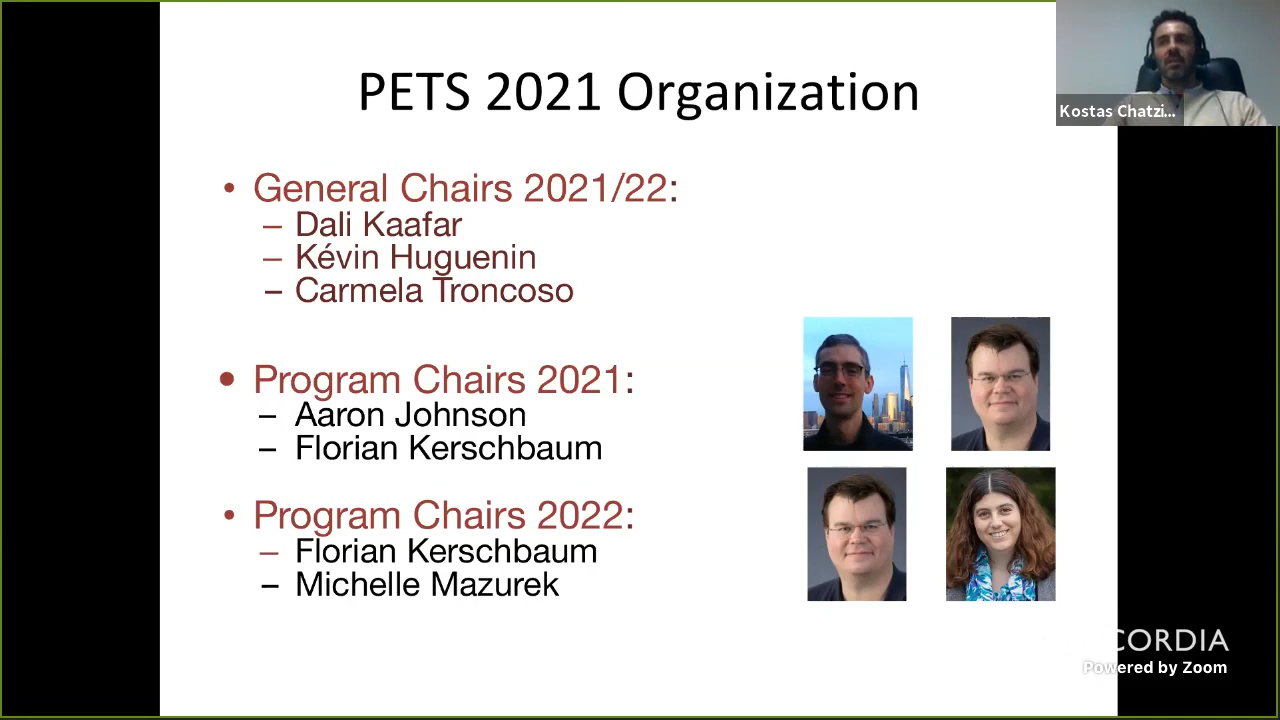 PETS 2021 Organization
Kostas Chatzi...
• General Chairs 2021/22:
– Dali Kaafar
– Kévin Huguenin
– Carmela Troncoso
• Program Chairs 2021:
– Aaron Johnson
– Florian Kerschbaum
• Program Chairs 2022:
– Florian Kerschbaum
– Michelle Mazurek
CORDIA
Powered by Zoom